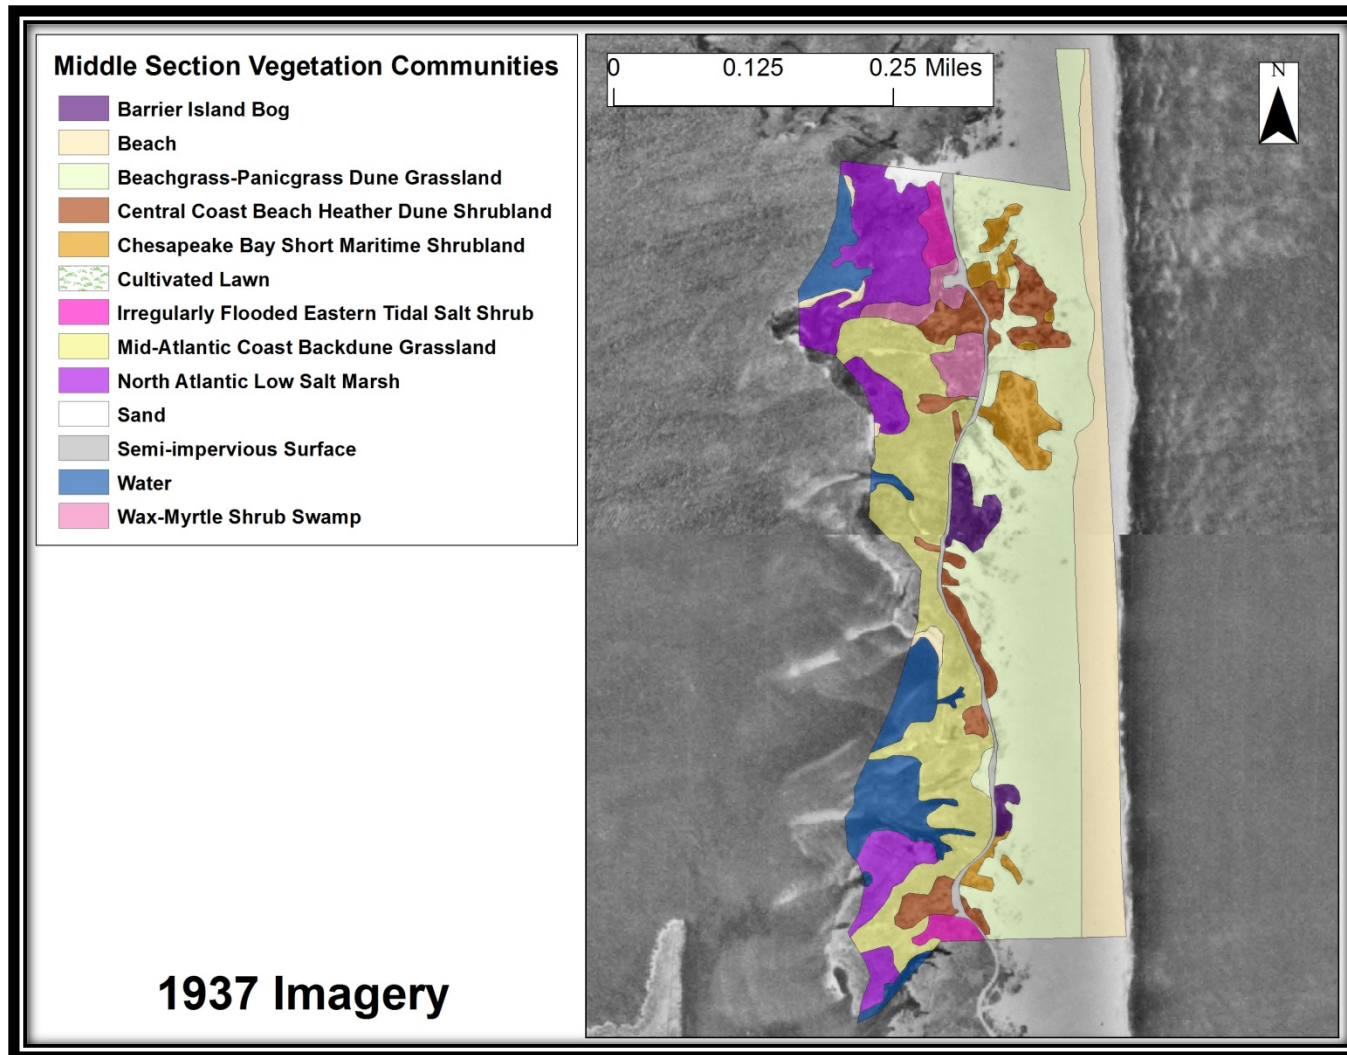 Middle Section Vegetation Communities
Barrier Island Bog
Beach
Beachgrass-Panicgrass Dune Grassland
Central Coast Beach Heather Dune Shrubland
Chesapeake Bay Short Maritime Shrubland
Cultivated Lawn
Irregularly Flooded Eastern Tidal Salt Shrub
Mid-Atlantic Coast Backdune Grassland
North Atlantic Low Salt Marsh
Sand
Semi-impervious Surface
Water
Wax-Myrtle Shrub Swamp
1937 Imagery
0 0.125 0.25 Miles
N